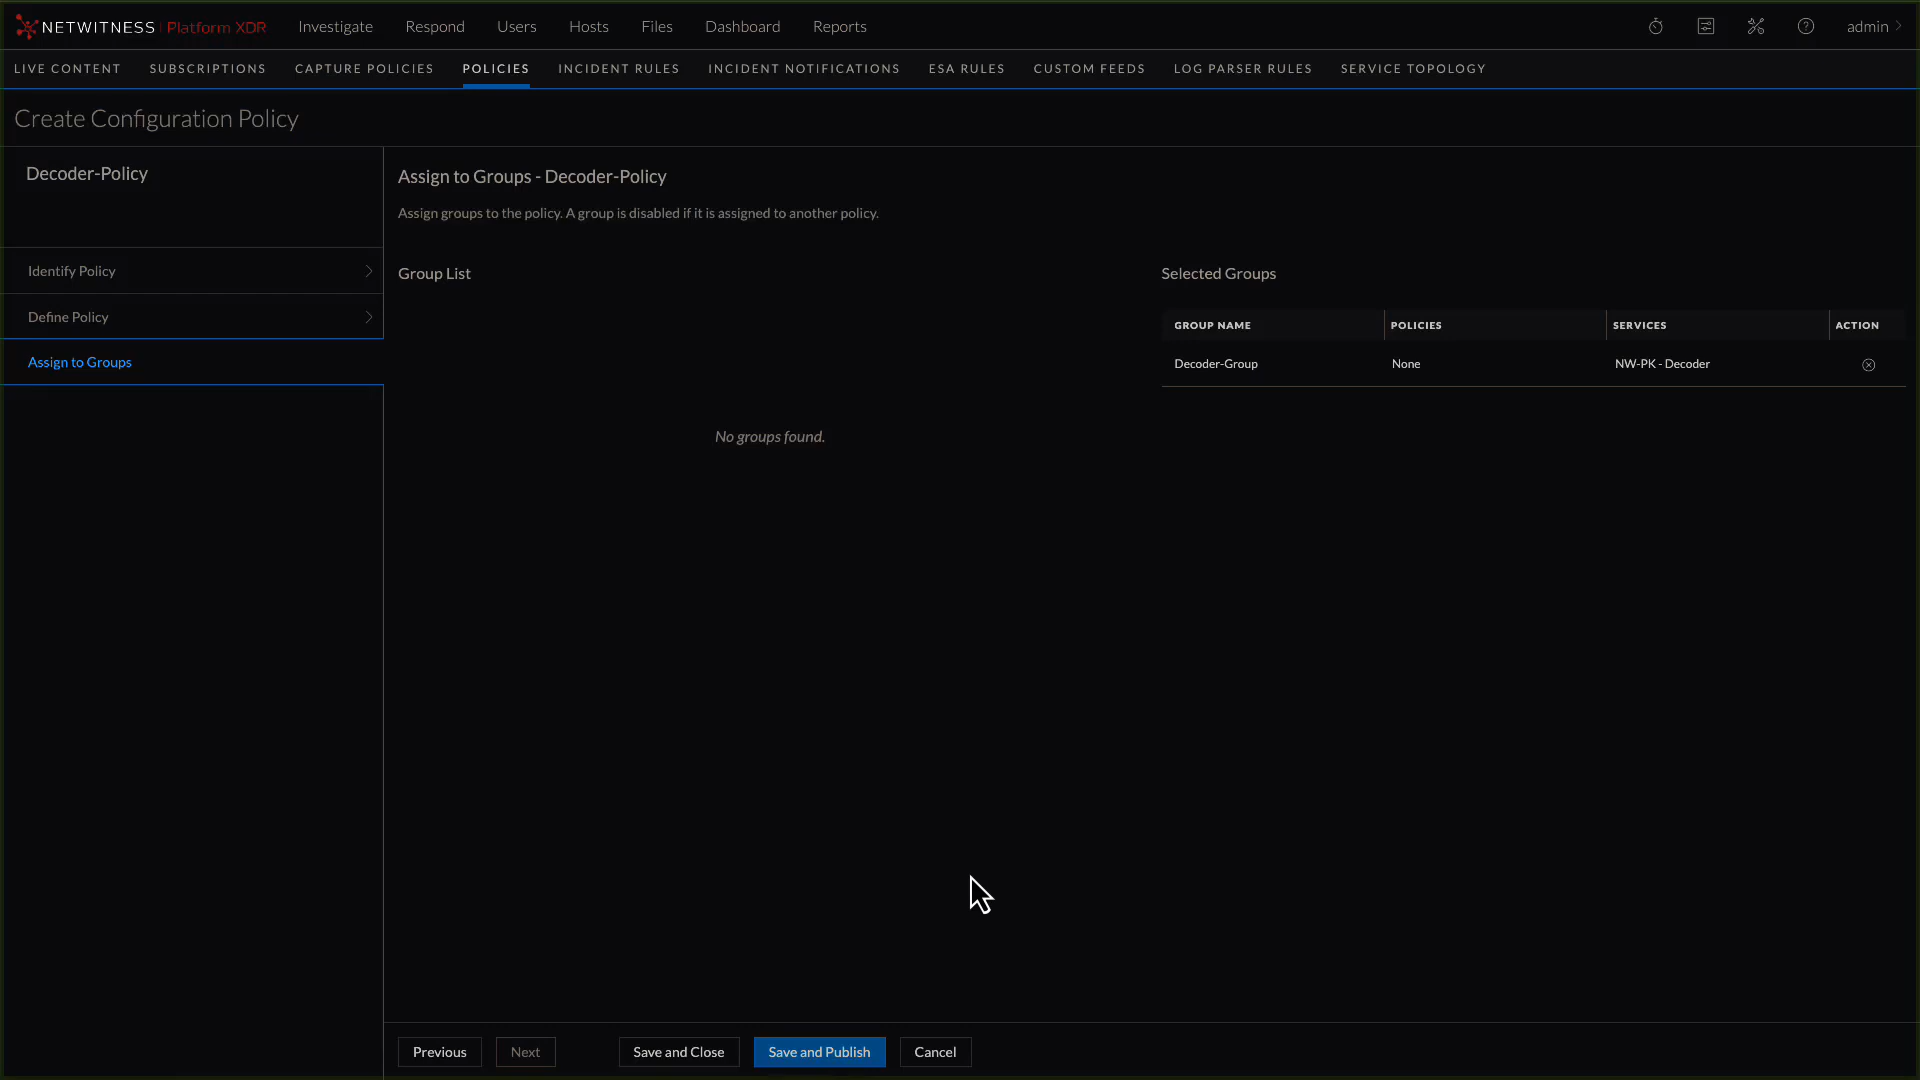 NETWITNESS Platform XDR Investigate Respond Users Hosts Files Dashboard Reports admin
LIVE CONTENT SUBSCRIPTIONS CAPTURE POLICIES POLICIES INCIDENT RULES INCIDENT NOTIFICATIONS ESA RULES CUSTOM FEEDS LOG PARSER RULES SERVICE TOPOLOGY
Create Configuration Policy
Decoder-Policy
Identify Policy
Define Policy
Assign to Groups
Assign to Groups - Decoder-Policy
Assign groups to the policy. A group is disabled if it is assigned to another policy.
Group List
No groups found.
Selected Groups
GROUP NAME POLICIES SERVICES ACTION
Decoder-Group None NW-PK - Decoder
Previous Next Save and Close Save and Publish Cancel